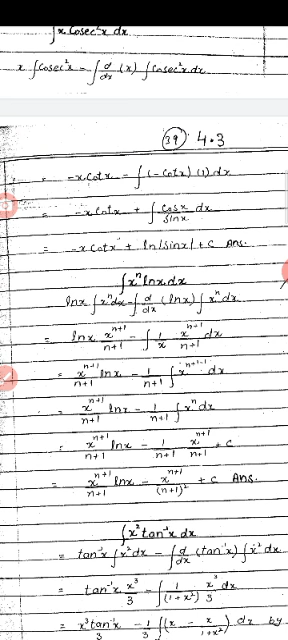 ∫x Cosec²x dx
x ∫Cosec²x - ∫d/dx (x) ∫Cosec²x dx
39 4.3
= -x Cotx - ∫(-Cotx) (1) dx
= -x Cotx + ∫Cosx/Sinx dx
= -x Cotx + ln|sinx| + c Ans.
∫xⁿ lnx dx
lnx ∫xⁿdx - ∫d/dx (lnx) ∫xⁿ dx
= lnx xⁿ⁺¹/n+1 - ∫1/x xⁿ⁺¹/n+1 dx
= xⁿ⁺¹/n+1 lnx - 1/n+1 ∫xⁿ⁺¹⁻¹ dx
= xⁿ⁺¹/n+1 lnx - 1/n+1 ∫xⁿ dx
= xⁿ⁺¹/n+1 lnx - 1/n+1 xⁿ⁺¹/n+1 + c
= xⁿ⁺¹/n+1 lnx - xⁿ⁺¹/(n+1)² + c Ans.
∫x² tan⁻¹x dx
= tan⁻¹x ∫x² dx - ∫d/dx (tan⁻¹x) ∫x² dx
= tan⁻¹x x³/3 - ∫1/(1+x²) x³/3 dx
= x³tan⁻¹x/3 - 1/3 ∫(x - x/1+x²) dx by